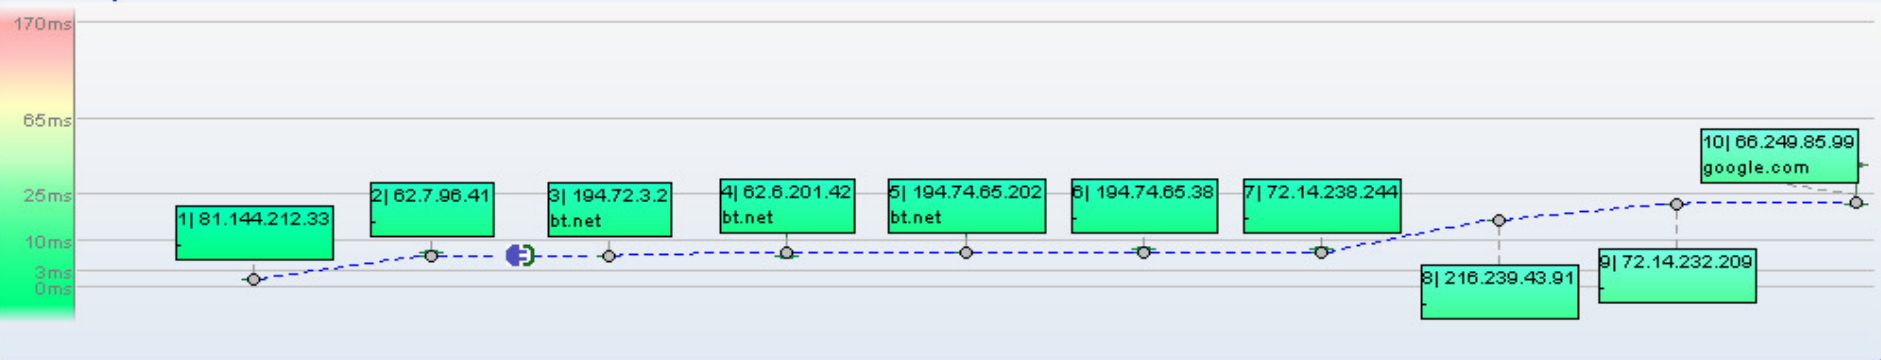 170ms
65ms
25ms
10ms
3ms
0ms
1| 81.144.212.33
-
2| 62.7.96.41
-
3| 194.72.3.2
bt.net
4| 62.6.201.42
bt.net
5| 194.74.65.202
bt.net
6| 194.74.65.38
-
7| 72.14.238.244
-
8| 216.239.43.91
-
9| 72.14.232.209
-
10| 66.249.85.99
google.com